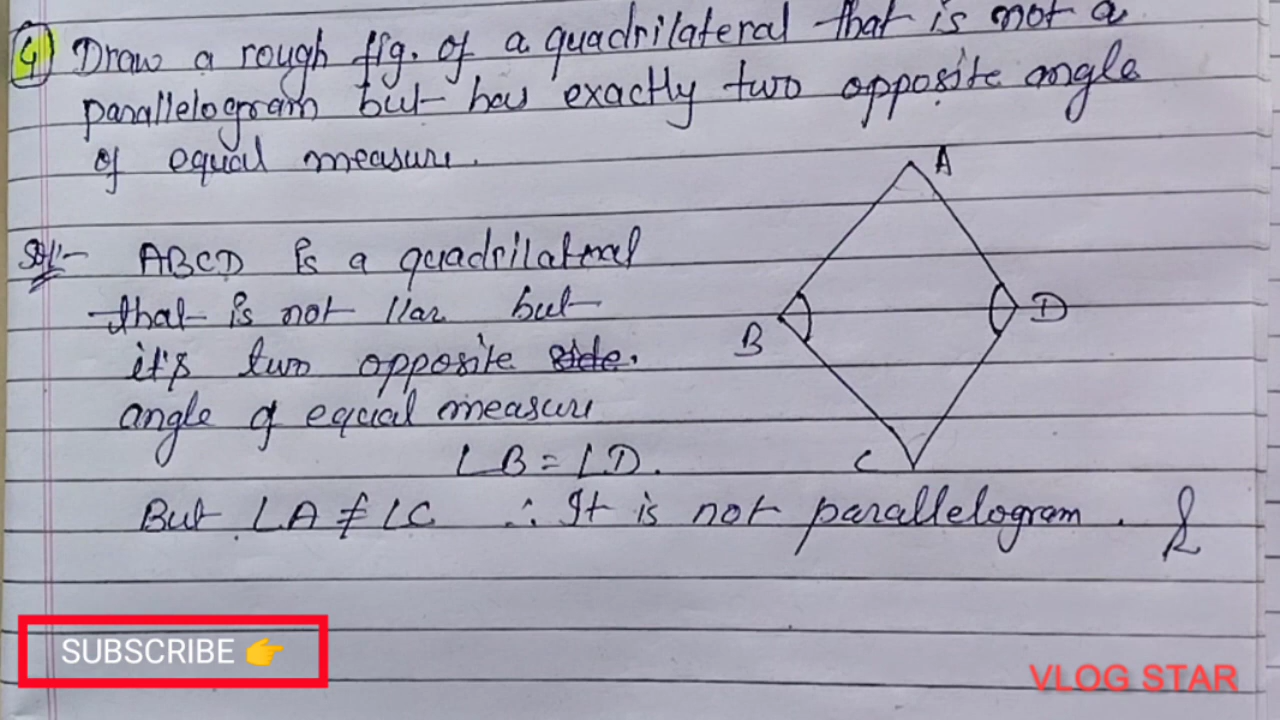 4) Draw a rough fig. of a quadrilateral that is not a
parallelogram but has exactly two opposite angle
of equal measure.
A
Sol:- ABCD is a quadrilateral
that is not llar but
D
B
it's two opposite side.
angle of equal measure
∠B = ∠D.
C
But ∠A ≠ ∠C ∴ It is not parallelogram.
SUBSCRIBE 👉
VLOG STAR